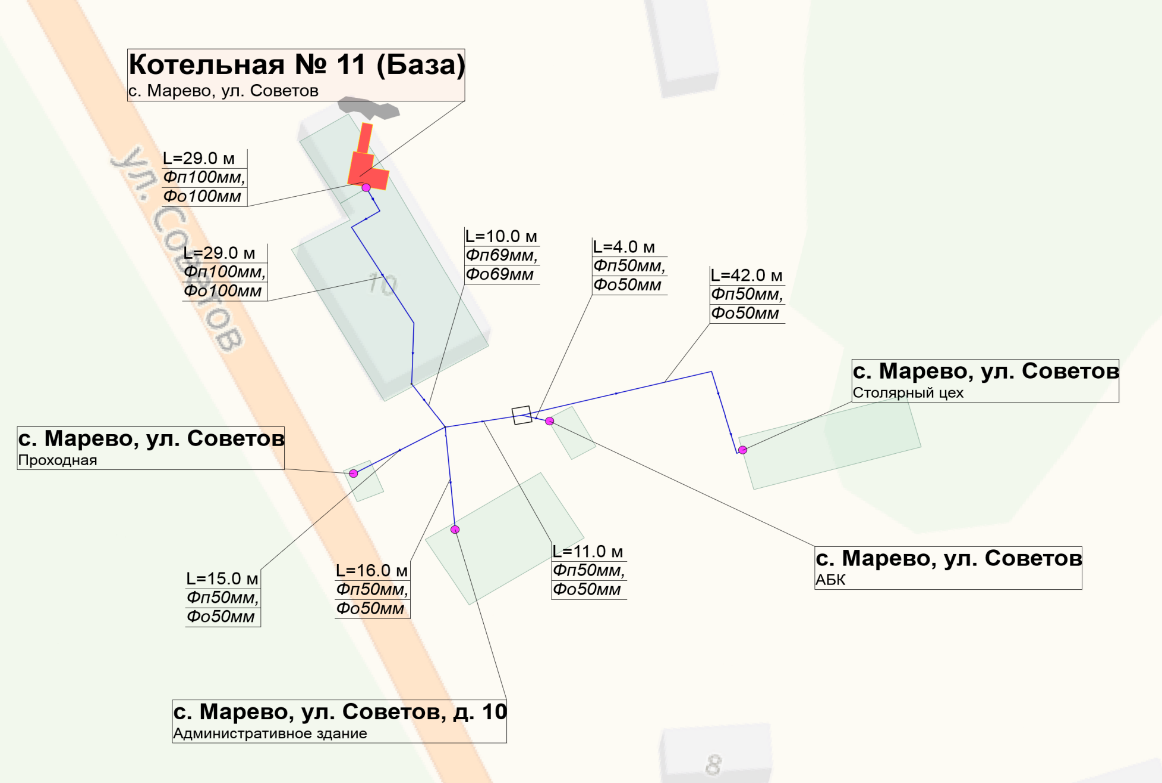 Котельная № 11 (База)
с. Марево, ул. Советов
L=29.0 м
Фп100мм,
Фо100мм
ул. Советов
L=29.0 м
Фп100мм,
Фо100мм
10
L=10.0 м
Фп69мм,
Фо69мм
L=4.0 м
Фп50мм,
Фо50мм
L=42.0 м
Фп50мм,
Фо50мм
с. Марево, ул. Советов
Столярный цех
с. Марево, ул. Советов
Проходная
L=15.0 м
Фп50мм,
Фо50мм
L=16.0 м
Фп50мм,
Фо50мм
L=11.0 м
Фп50мм,
Фо50мм
с. Марево, ул. Советов
АБК
с. Марево, ул. Советов, д. 10
Административное здание
8